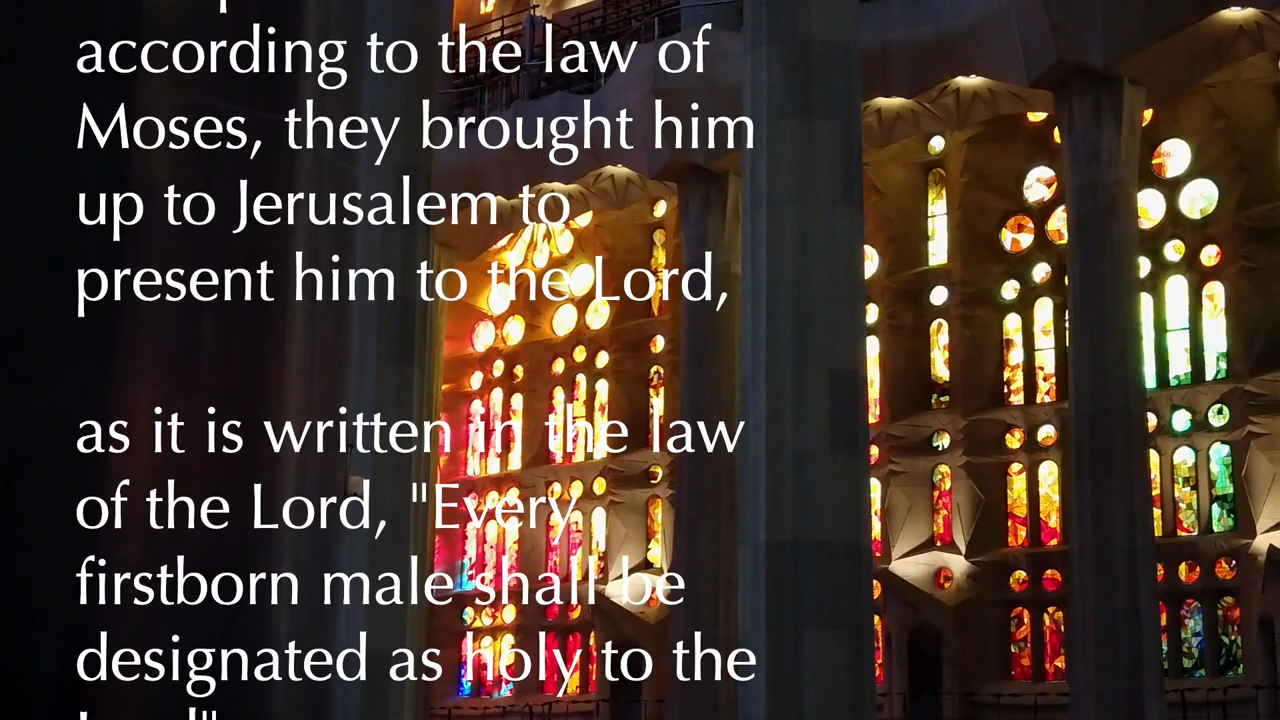 according to the law of
Moses, they brought him
up to Jerusalem to
present him to the Lord,
as it is written in the law
of the Lord, "Every
firstborn male shall be
designated as holy to the